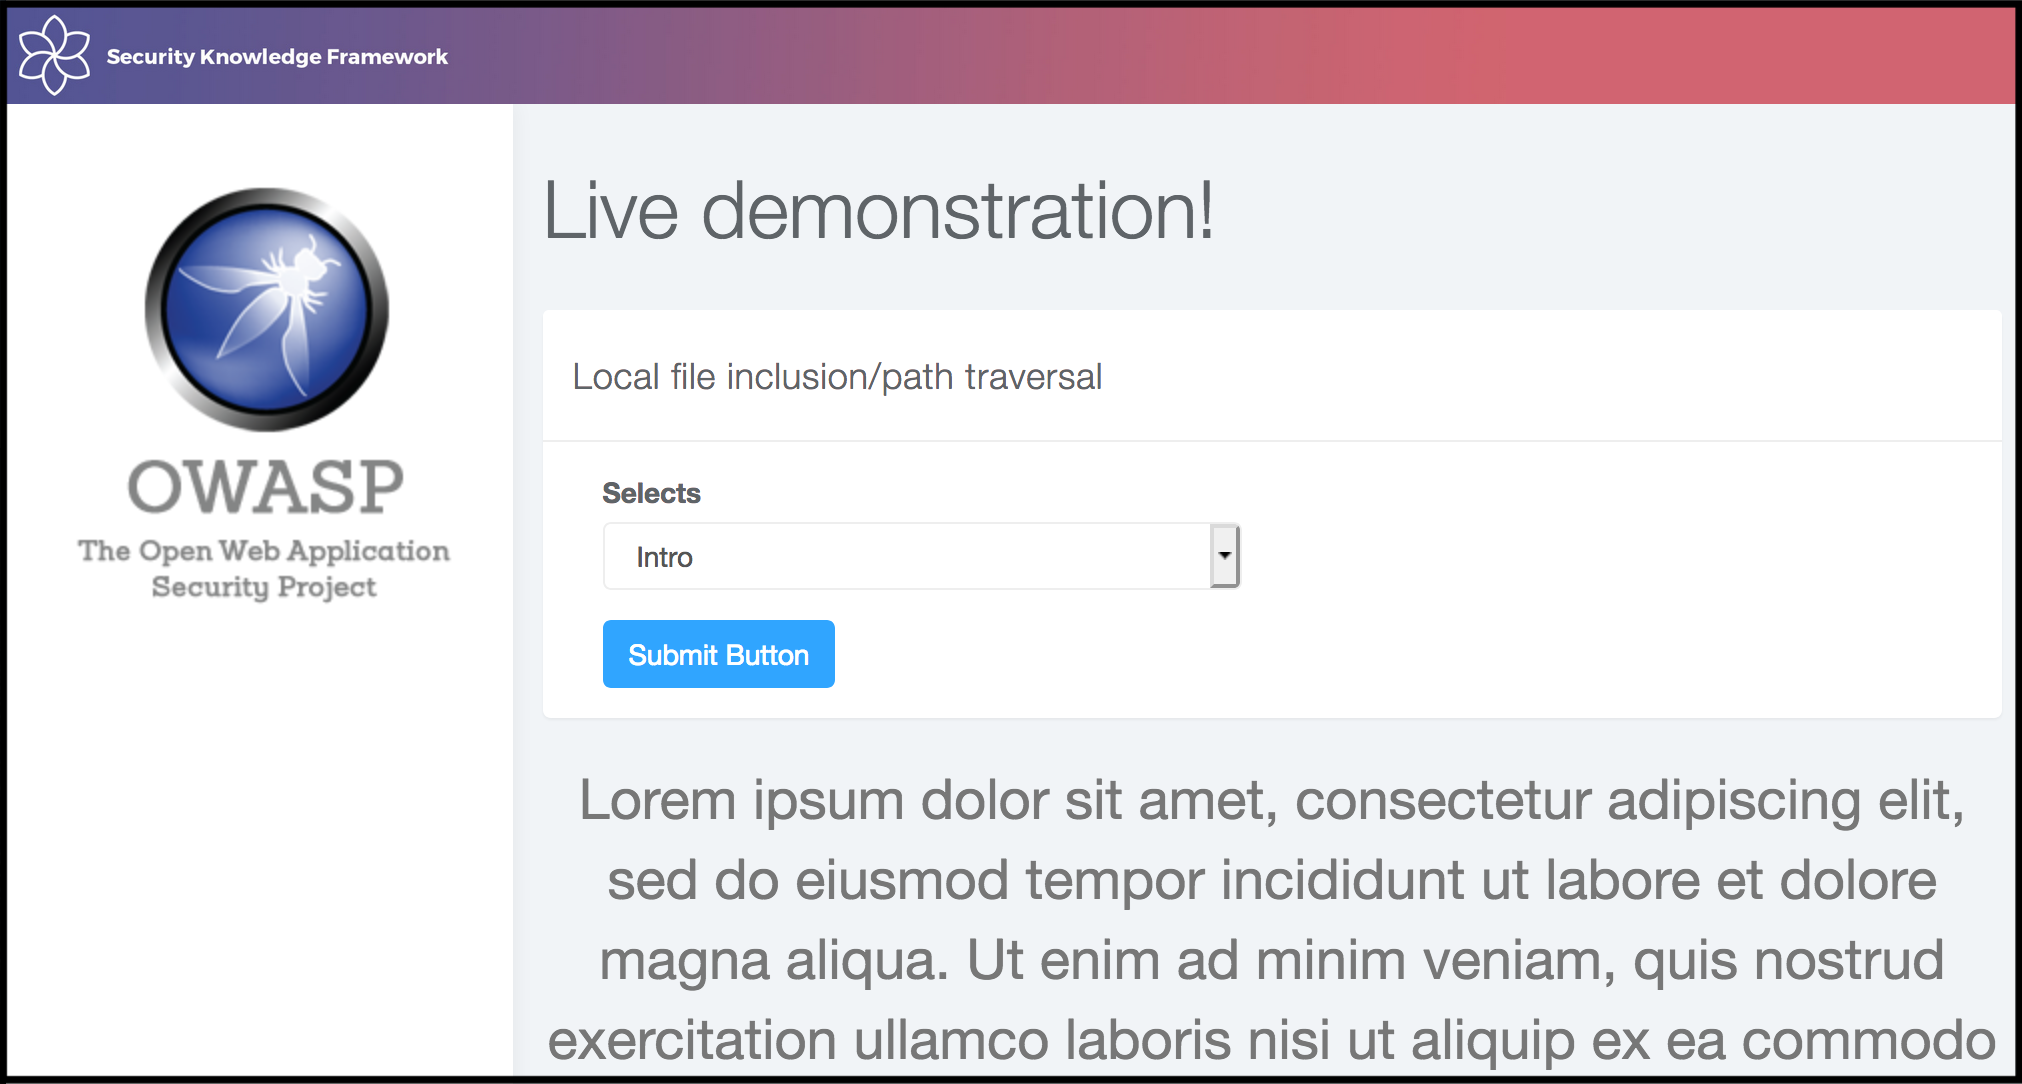 Security Knowledge Framework
OWASP
The Open Web Application
Security Project
Live demonstration!
Local file inclusion/path traversal
Selects
Intro
Submit Button
Lorem ipsum dolor sit amet, consectetur adipiscing elit,
sed do eiusmod tempor incididunt ut labore et dolore
magna aliqua. Ut enim ad minim veniam, quis nostrud
exercitation ullamco laboris nisi ut aliquip ex ea commodo